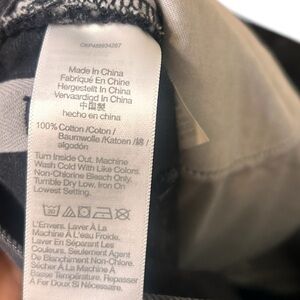 Made In China
Fabriqué En Chine
Hergestellt In China
Vervaardigd In China
中国製
hecho en china
100% Cotton /Coton /
Baumwolle /Katoen /綿 /
algodón
Turn Inside Out. Machine
Wash Cold With Like Colors.
Non-Chlorine Bleach Only.
Tumble Dry Low. Iron On
Lowest Setting.
L'Envers. Laver À La
Machine À L'eau Froide.
Laver En Séparant Les
Couleurs. Seulement Agent
De Blanchiment Non-Chlore.
Sécher À La Machine À
Basse Température. Repasser
À Fer Doux Si Nécessaire.